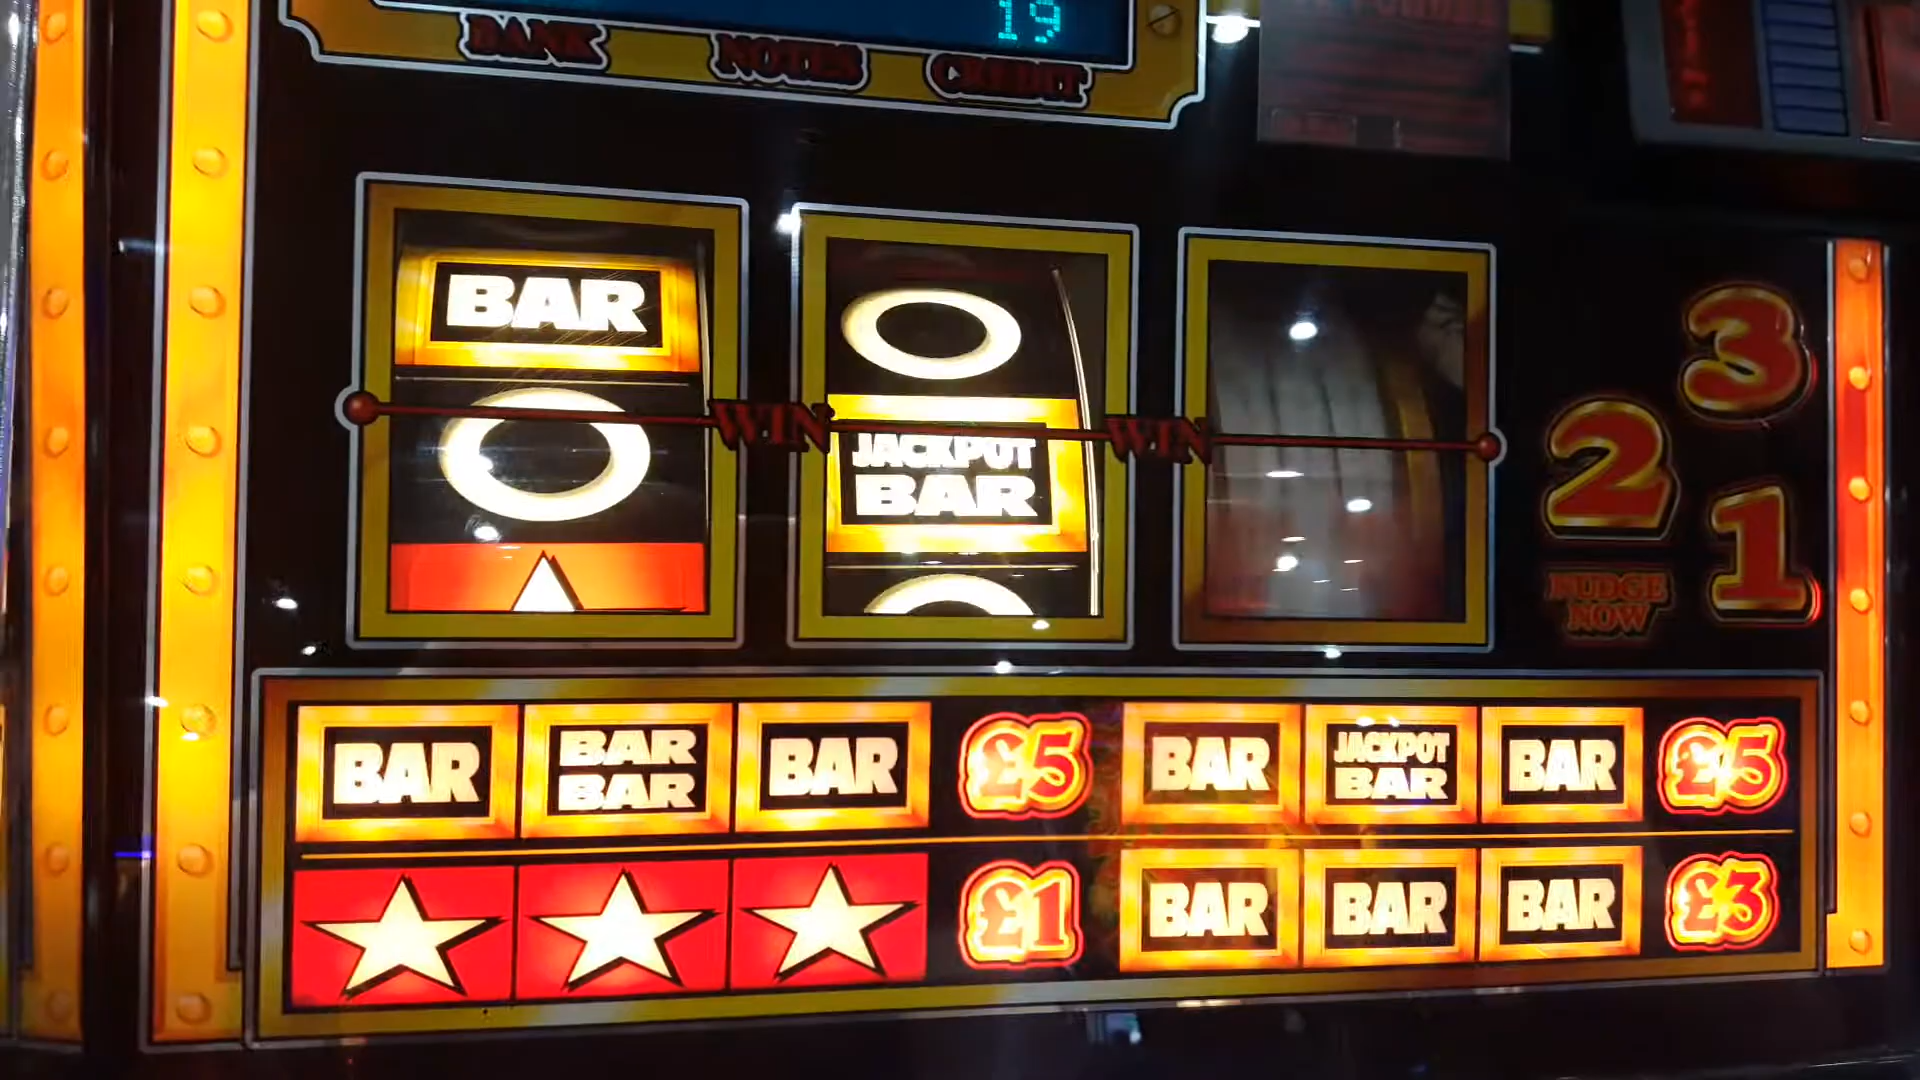 19
BANK NOTES CREDIT
BAR
JACKPOT
BAR
WIN WIN
3
2
1
NUDGE
NOW
BAR BAR BAR BAR £5 BAR JACKPOT BAR BAR £5
£1 BAR BAR BAR £3